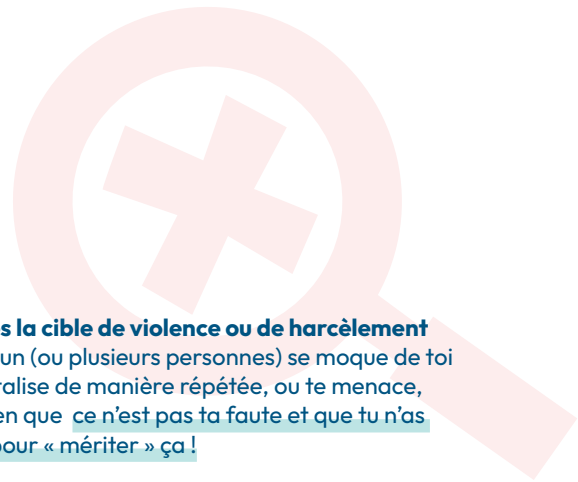 s la cible de violence ou de harcèlement
un (ou plusieurs personnes) se moque de toi
ralise de manière répétée, ou te menace,
en que ce n’est pas ta faute et que tu n’as
pour « mériter » ça !